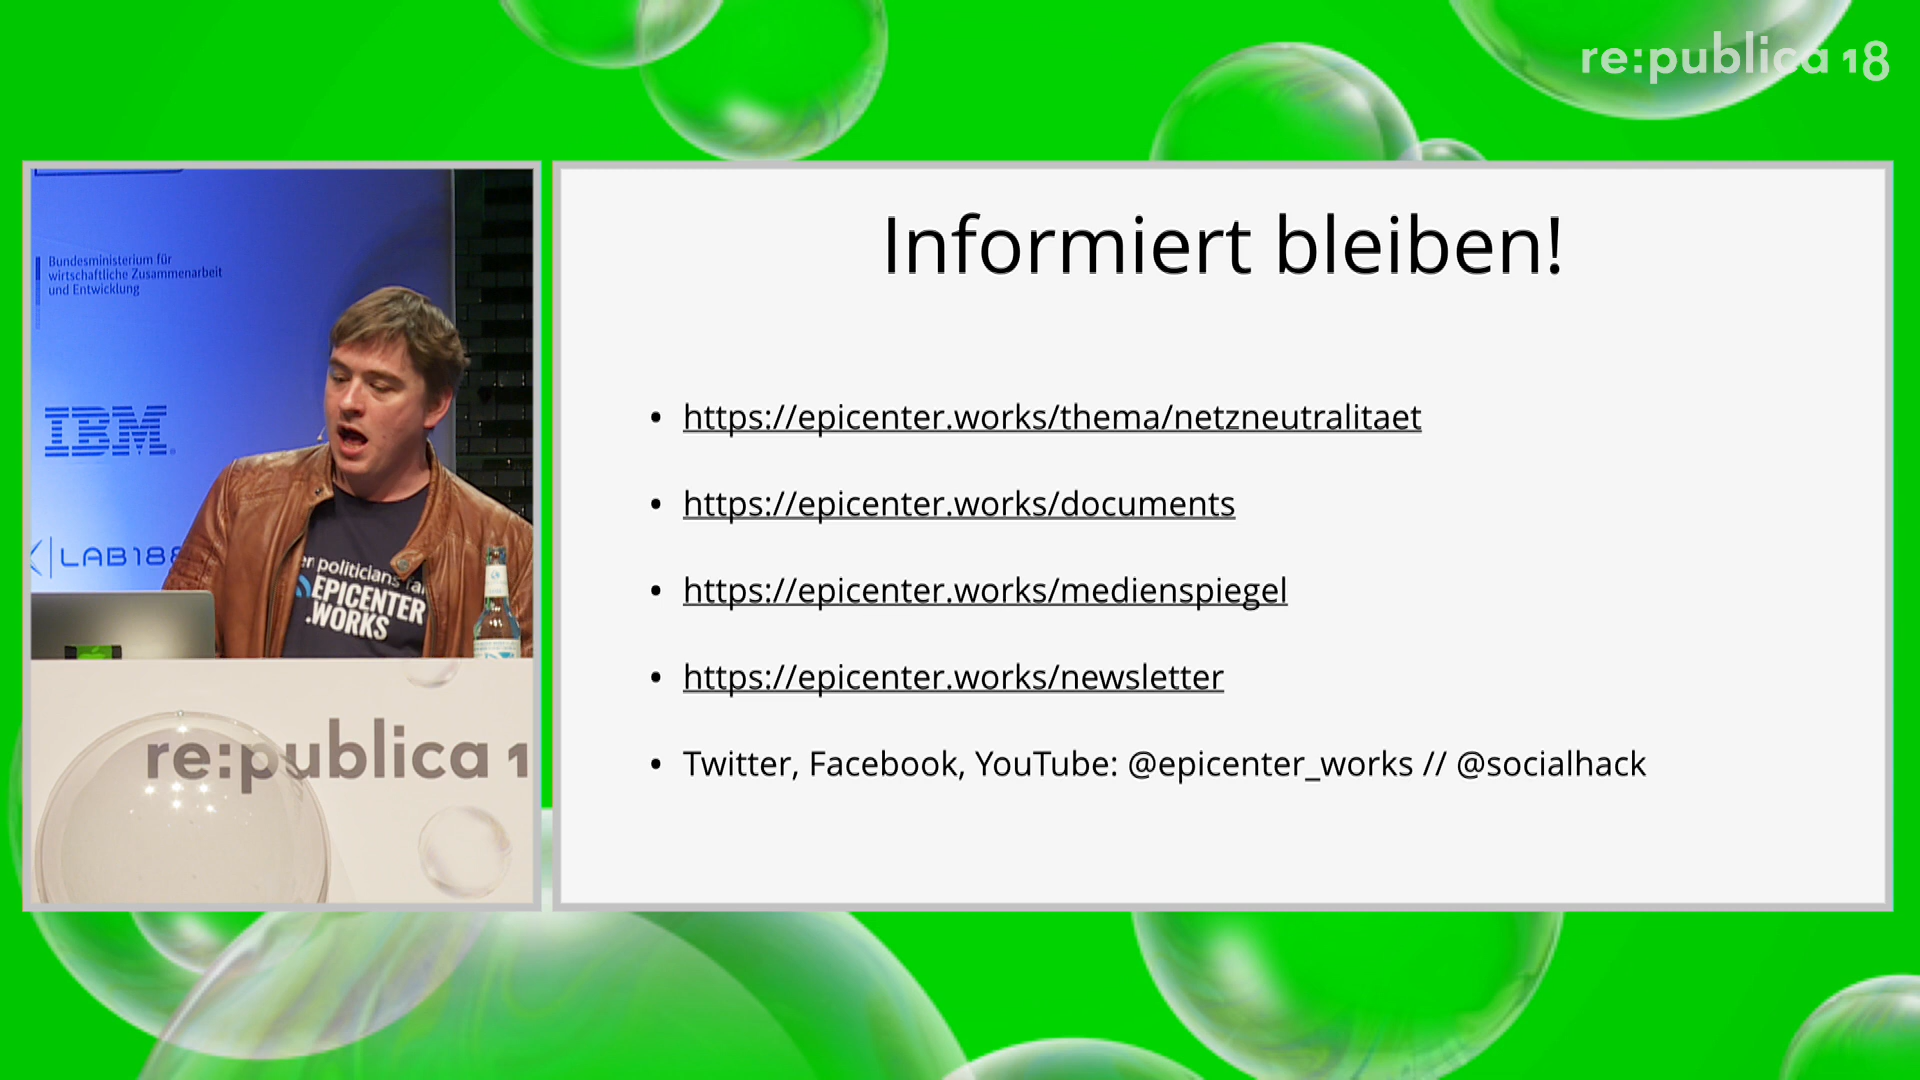 re:publica 18
Bundesministerium für
wirtschaftliche Zusammenarbeit
und Entwicklung
IBM
LAB188
politicians
EPICENTER
.WORKS
re:publica 1
Informiert bleiben!
• https://epicenter.works/thema/netzneutralitaet
• https://epicenter.works/documents
• https://epicenter.works/medienspiegel
• https://epicenter.works/newsletter
• Twitter, Facebook, YouTube: @epicenter_works // @socialhack